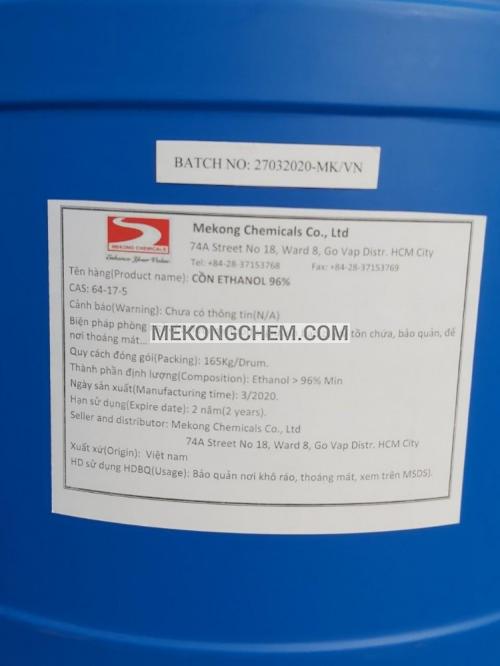 BATCH NO: 27032020-MK/VN
MEKONG CHEMICALS
Enhance Your Value
Mekong Chemicals Co., Ltd
74A Street No 18, Ward 8, Go Vap Distr. HCM City
Tel: +84-28-37153768 Fax: +84-28-37153769
Tên hàng(Product name): CỒN ETHANOL 96%
CAS: 64-17-5
Cảnh báo(Warning): Chưa có thông tin(N/A)
Biện pháp phòng tồn chứa, bảo quản, để
MEKONGCHEM.COM
nơi thoáng mát...
Quy cách đóng gói(Packing): 165Kg/Drum.
Thành phần định lượng(Composition): Ethanol > 96% Min
Ngày sản xuất(Manufacturing time): 3/2020.
Hạn sử dụng(Expire date): 2 năm(2 years).
Seller and distributor: Mekong Chemicals Co., Ltd
74A Street No 18, Ward 8, Go Vap Distr. HCM City
Xuất xứ(Origin): Việt nam
HD sử dụng HDBQ(Usage): Bảo quản nơi khô ráo, thoáng mát, xem trên MSDS).